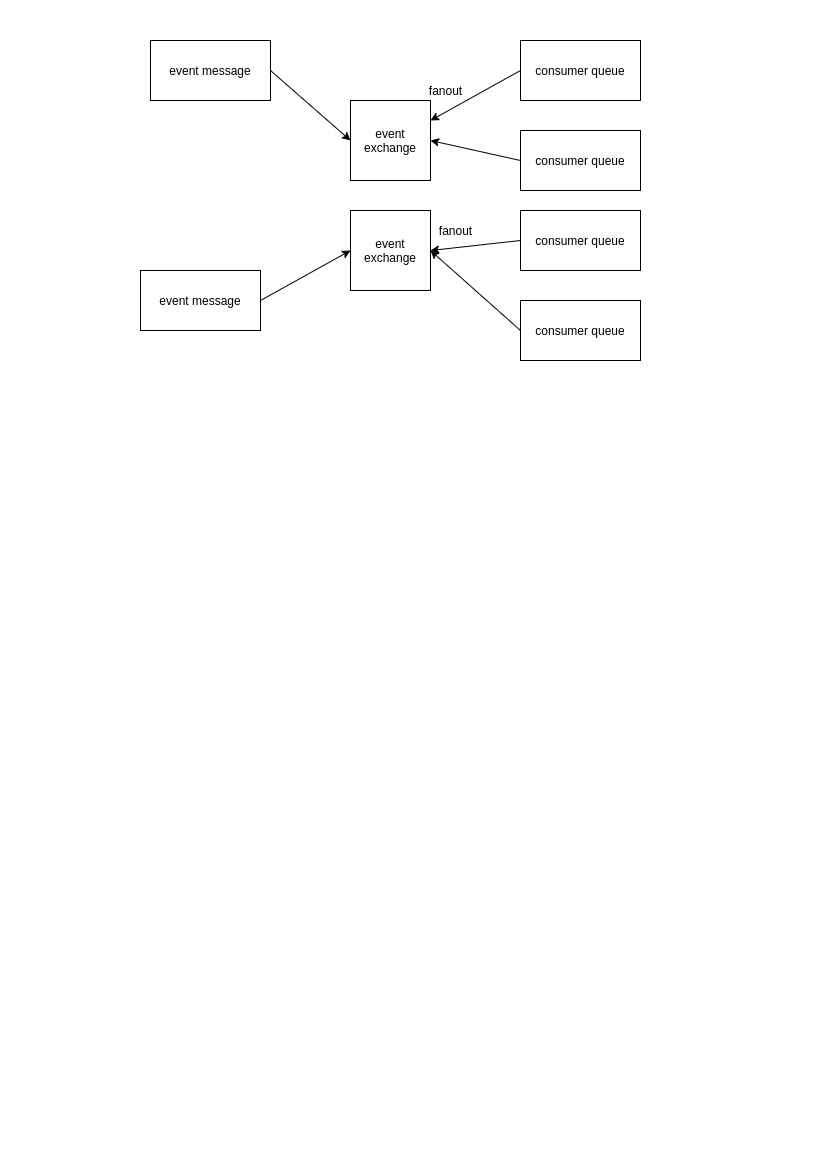 event message
consumer queue
fanout
event
exchange
consumer queue
event
exchange
fanout
consumer queue
event message
consumer queue